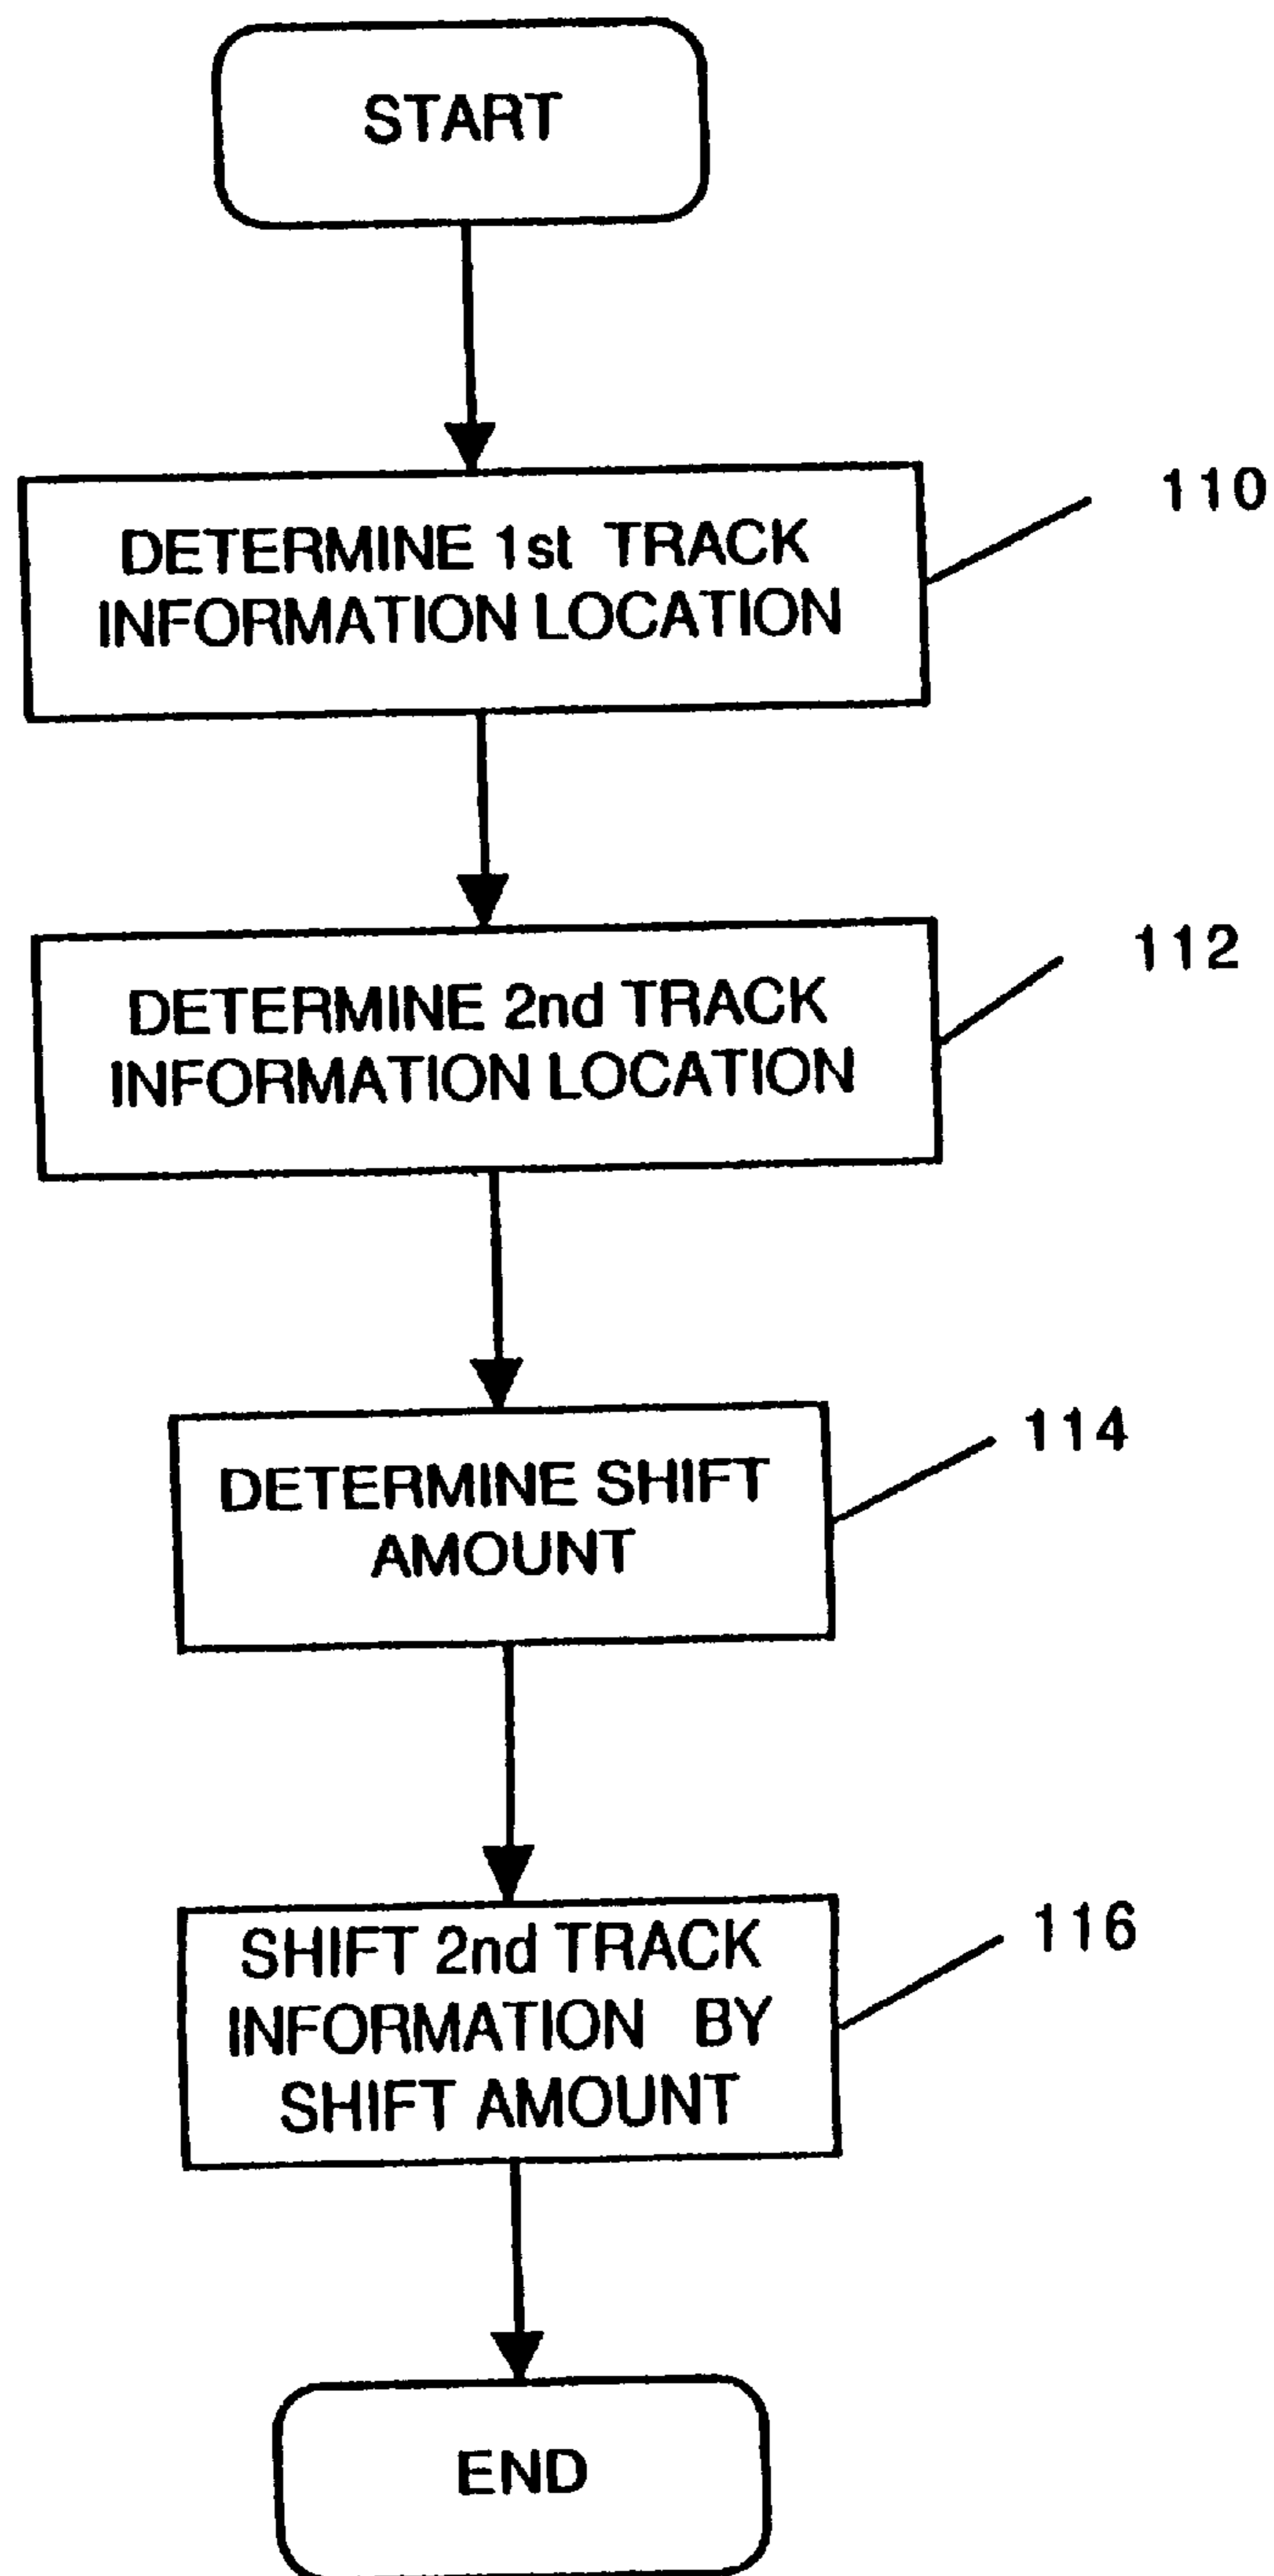 START
DETERMINE 1st TRACK
INFORMATION LOCATION
110
DETERMINE 2nd TRACK
INFORMATION LOCATION
112
DETERMINE SHIFT
AMOUNT
114
SHIFT 2nd TRACK
INFORMATION BY
SHIFT AMOUNT
116
END